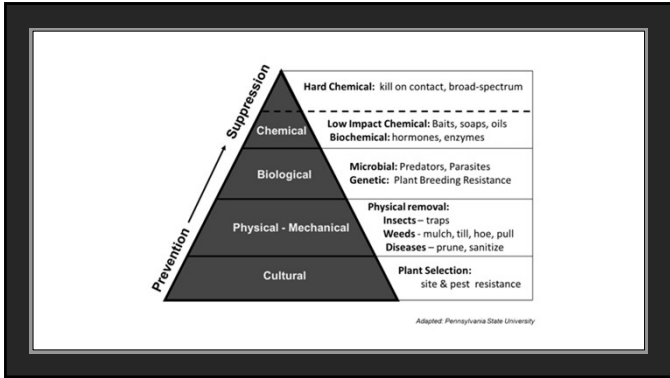 Suppression
Prevention
Hard Chemical: kill on contact, broad-spectrum
Chemical
Low Impact Chemical: Baits, soaps, oils
Biochemical: hormones, enzymes
Biological
Microbial: Predators, Parasites
Genetic: Plant Breeding Resistance
Physical - Mechanical
Physical removal:
Insects – traps
Weeds - mulch, till, hoe, pull
Diseases – prune, sanitize
Cultural
Plant Selection:
site & pest resistance
Adapted: Pennsylvania State University